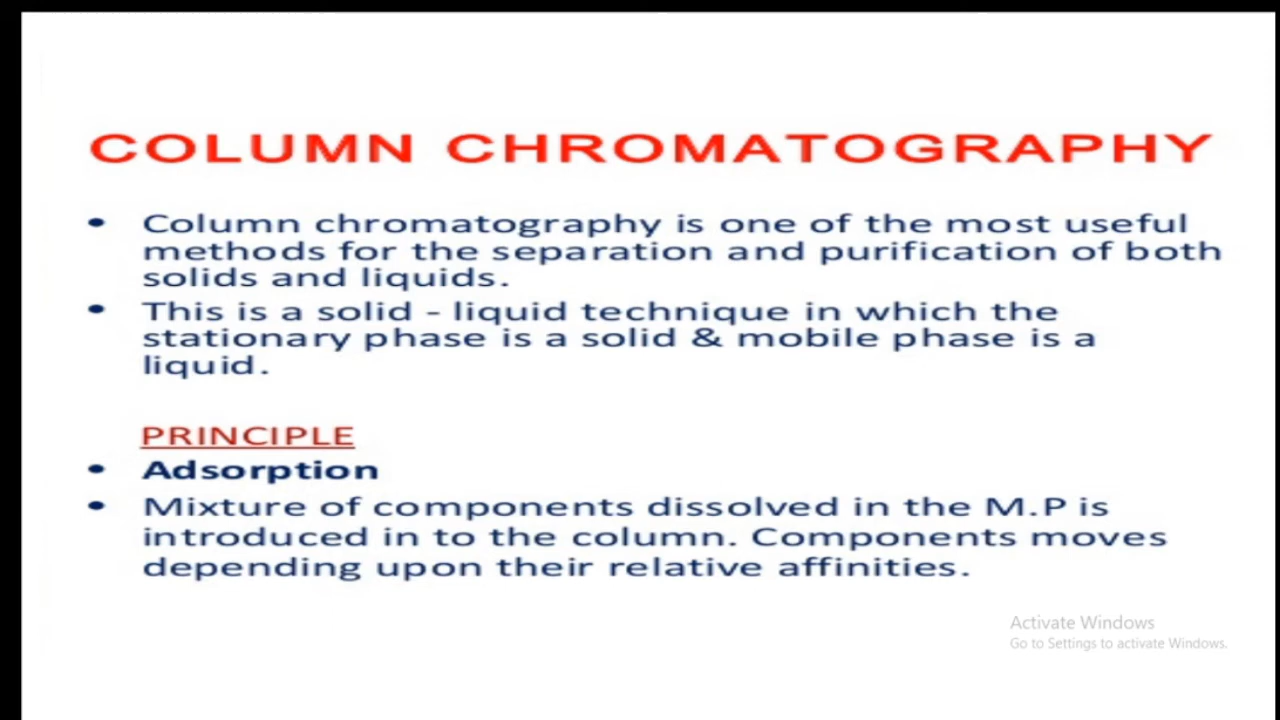 COLUMN CHROMATOGRAPHY
• Column chromatography is one of the most useful
methods for the separation and purification of both
solids and liquids.
• This is a solid - liquid technique in which the
stationary phase is a solid & mobile phase is a
liquid.
PRINCIPLE
• Adsorption
• Mixture of components dissolved in the M.P is
introduced in to the column. Components moves
depending upon their relative affinities.
Activate Windows
Go to Settings to activate Windows.